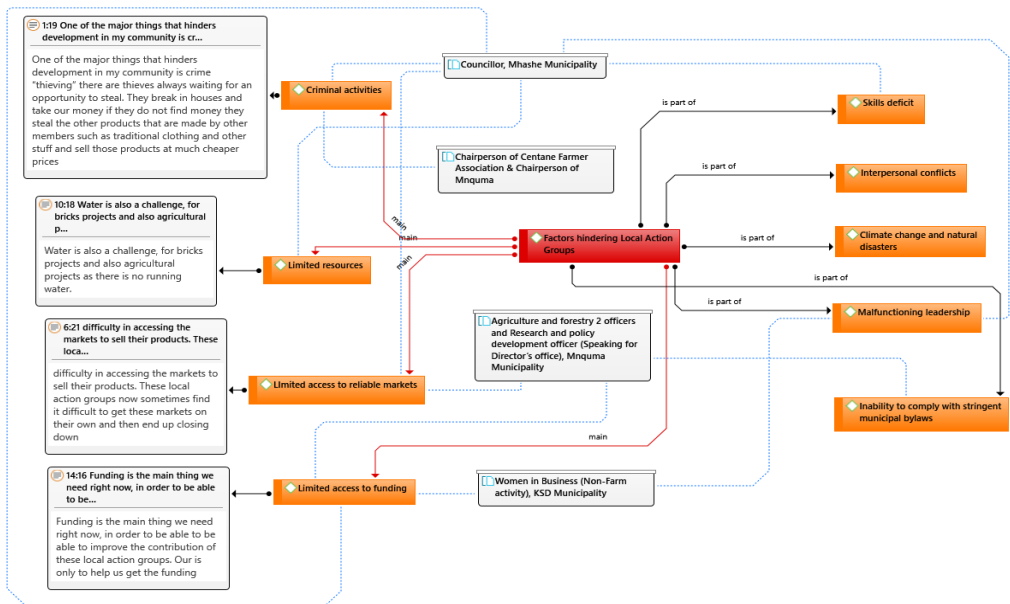 1:19 One of the major things that hinders
development in my community is cr...
One of the major things that hinders
development in my community is crime
"thieving" there are thieves always waiting for an
opportunity to steal. They break in houses and
take our money if they do not find money they
steal the other products that are made by other
members such as traditional clothing and other
stuff and sell those products at much cheaper
prices
Criminal activities
Councillor, Mhashe Municipality
Chairperson of Centane Farmer
Association & Chairperson of
Mnquma
is part of
Skills deficit
is part of
Interpersonal conflicts
10:18 Water is also a challenge, for
bricks projects and also agricultural
p...
Water is also a challenge, for bricks
projects and also agricultural
projects as there is no running
water.
Limited resources
main
main
main
Factors hindering Local Action
Groups
is part of
Climate change and natural
disasters
is part of
is part of
Malfunctioning leadership
6:21 difficulty in accessing the
markets to sell their products. These
loca...
difficulty in accessing the markets to
sell their products. These local
action groups now sometimes find
it difficult to get these markets on
their own and then end up closing
down
LImited access to reliable markets
Agriculture and forestry 2 officers
and Research and policy
development officer (Speaking for
Director's office), Mnquma
Municipality
Inability to comply with stringent
municipal bylaws
main
14:16 Funding is the main thing we
need right now, in order to be able
to be...
Funding is the main thing we need
right now, in order to be able to be
able to improve the contribution of
these local action groups. Our is
only to help us get the funding
Limited access to funding
Women in Business (Non-Farm
activity), KSD Municipality